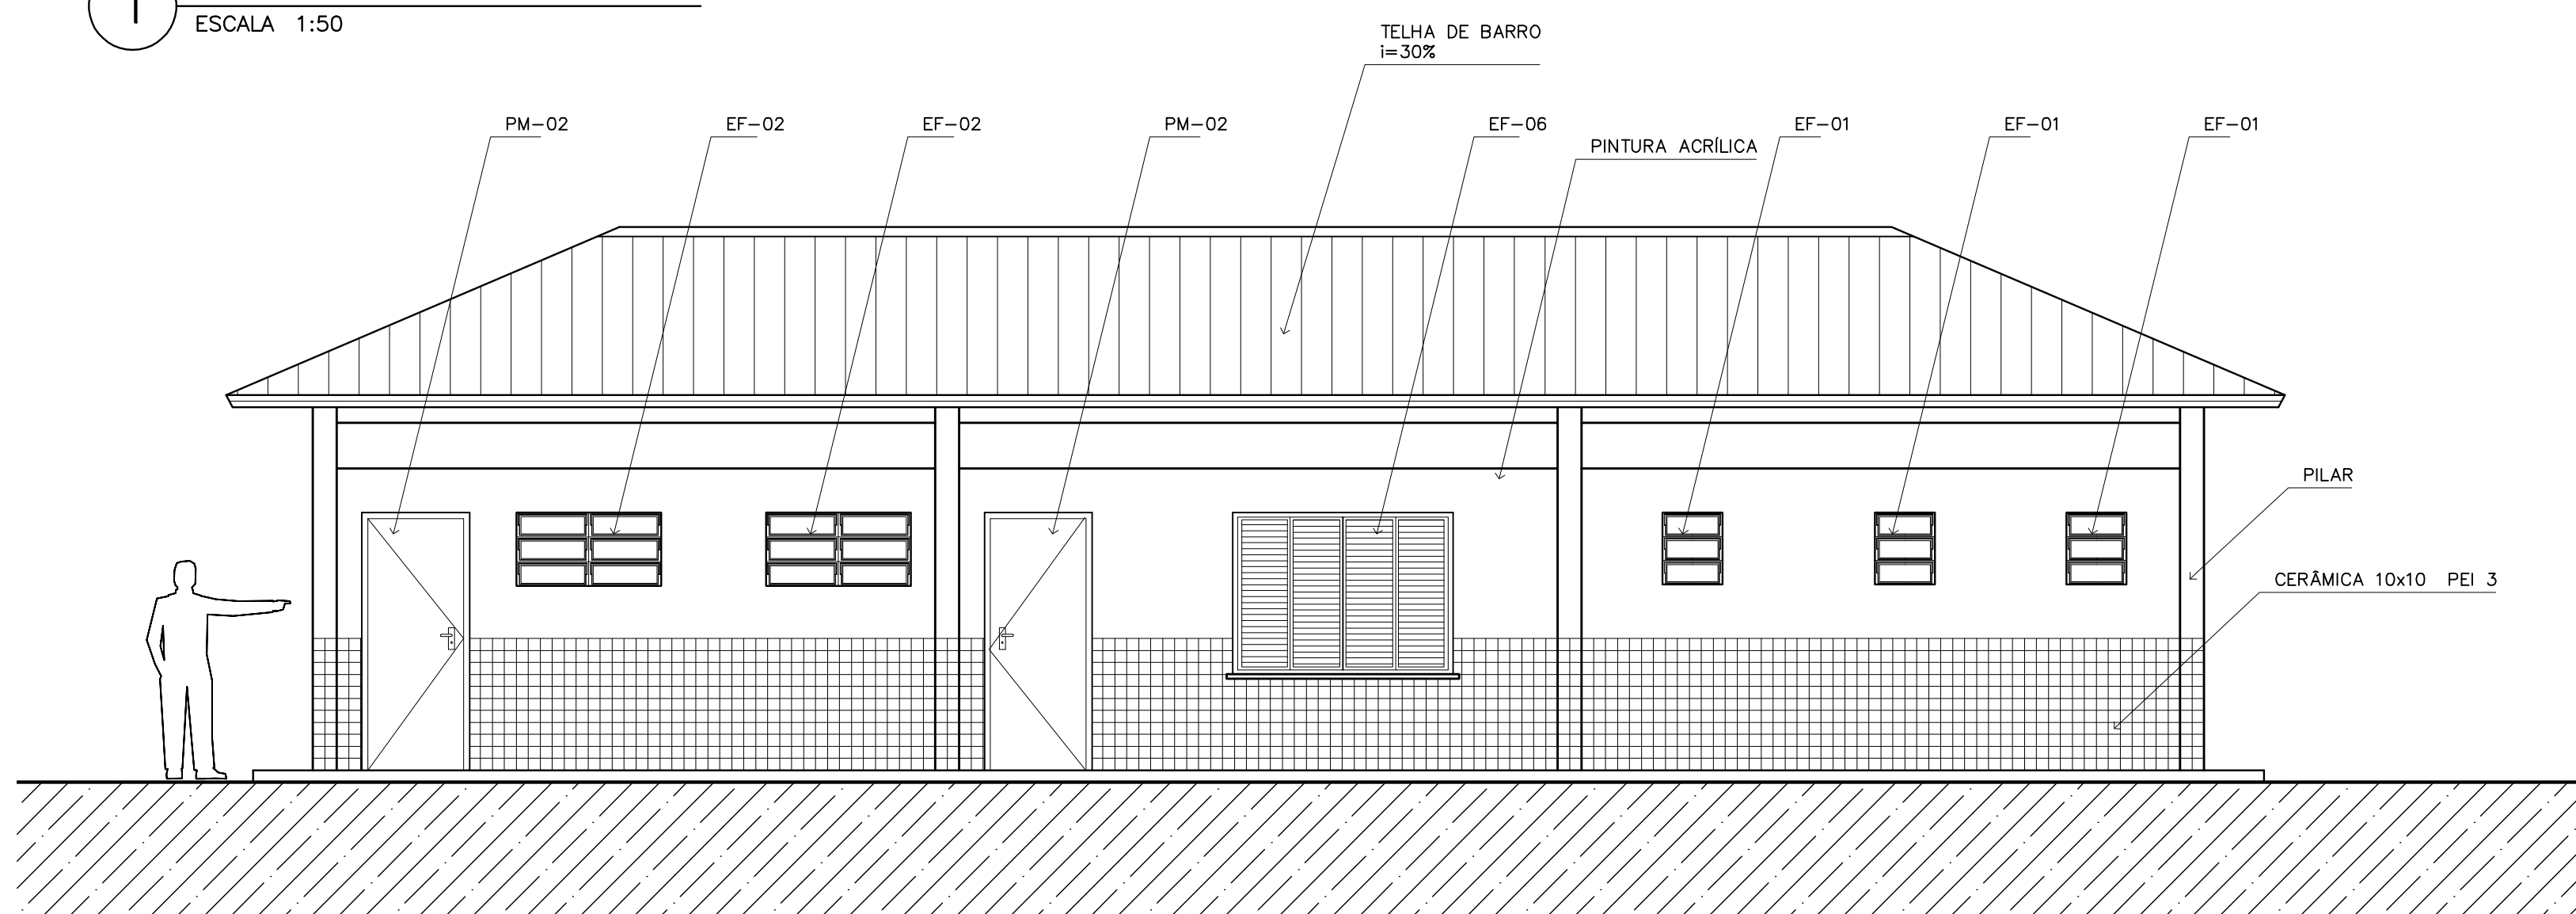 1
ESCALA 1:50
TELHA DE BARRO
i=30%
PM-02
EF-02
EF-02
PM-02
EF-06
PINTURA ACRÍLICA
EF-01
EF-01
EF-01
PILAR
CERÂMICA 10x10 PEI 3